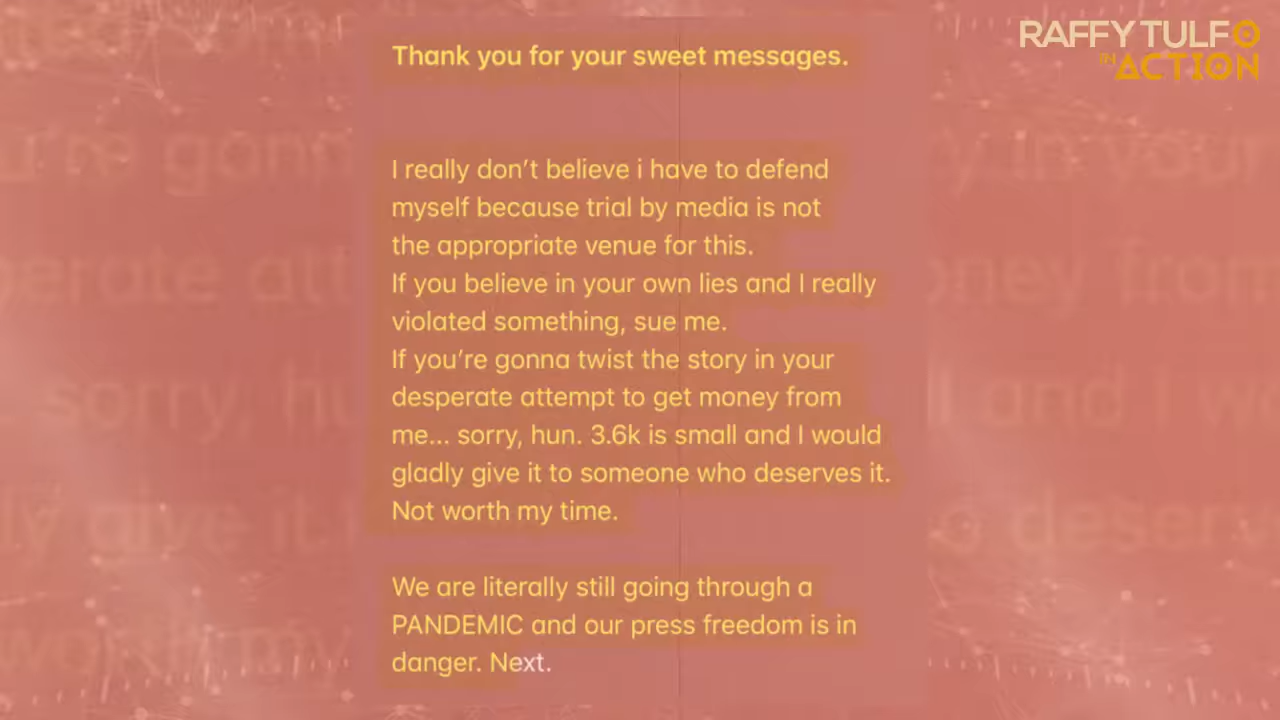 RAFFY TULFO
IN ACTION
Thank you for your sweet messages.
I really don't believe i have to defend
myself because trial by media is not
the appropriate venue for this.
If you believe in your own lies and I really
violated something, sue me.
If you're gonna twist the story in your
desperate attempt to get money from
me... sorry, hun. 3.6k is small and I would
gladly give it to someone who deserves it.
Not worth my time.
We are literally still going through a
PANDEMIC and our press freedom is in
danger. Next.